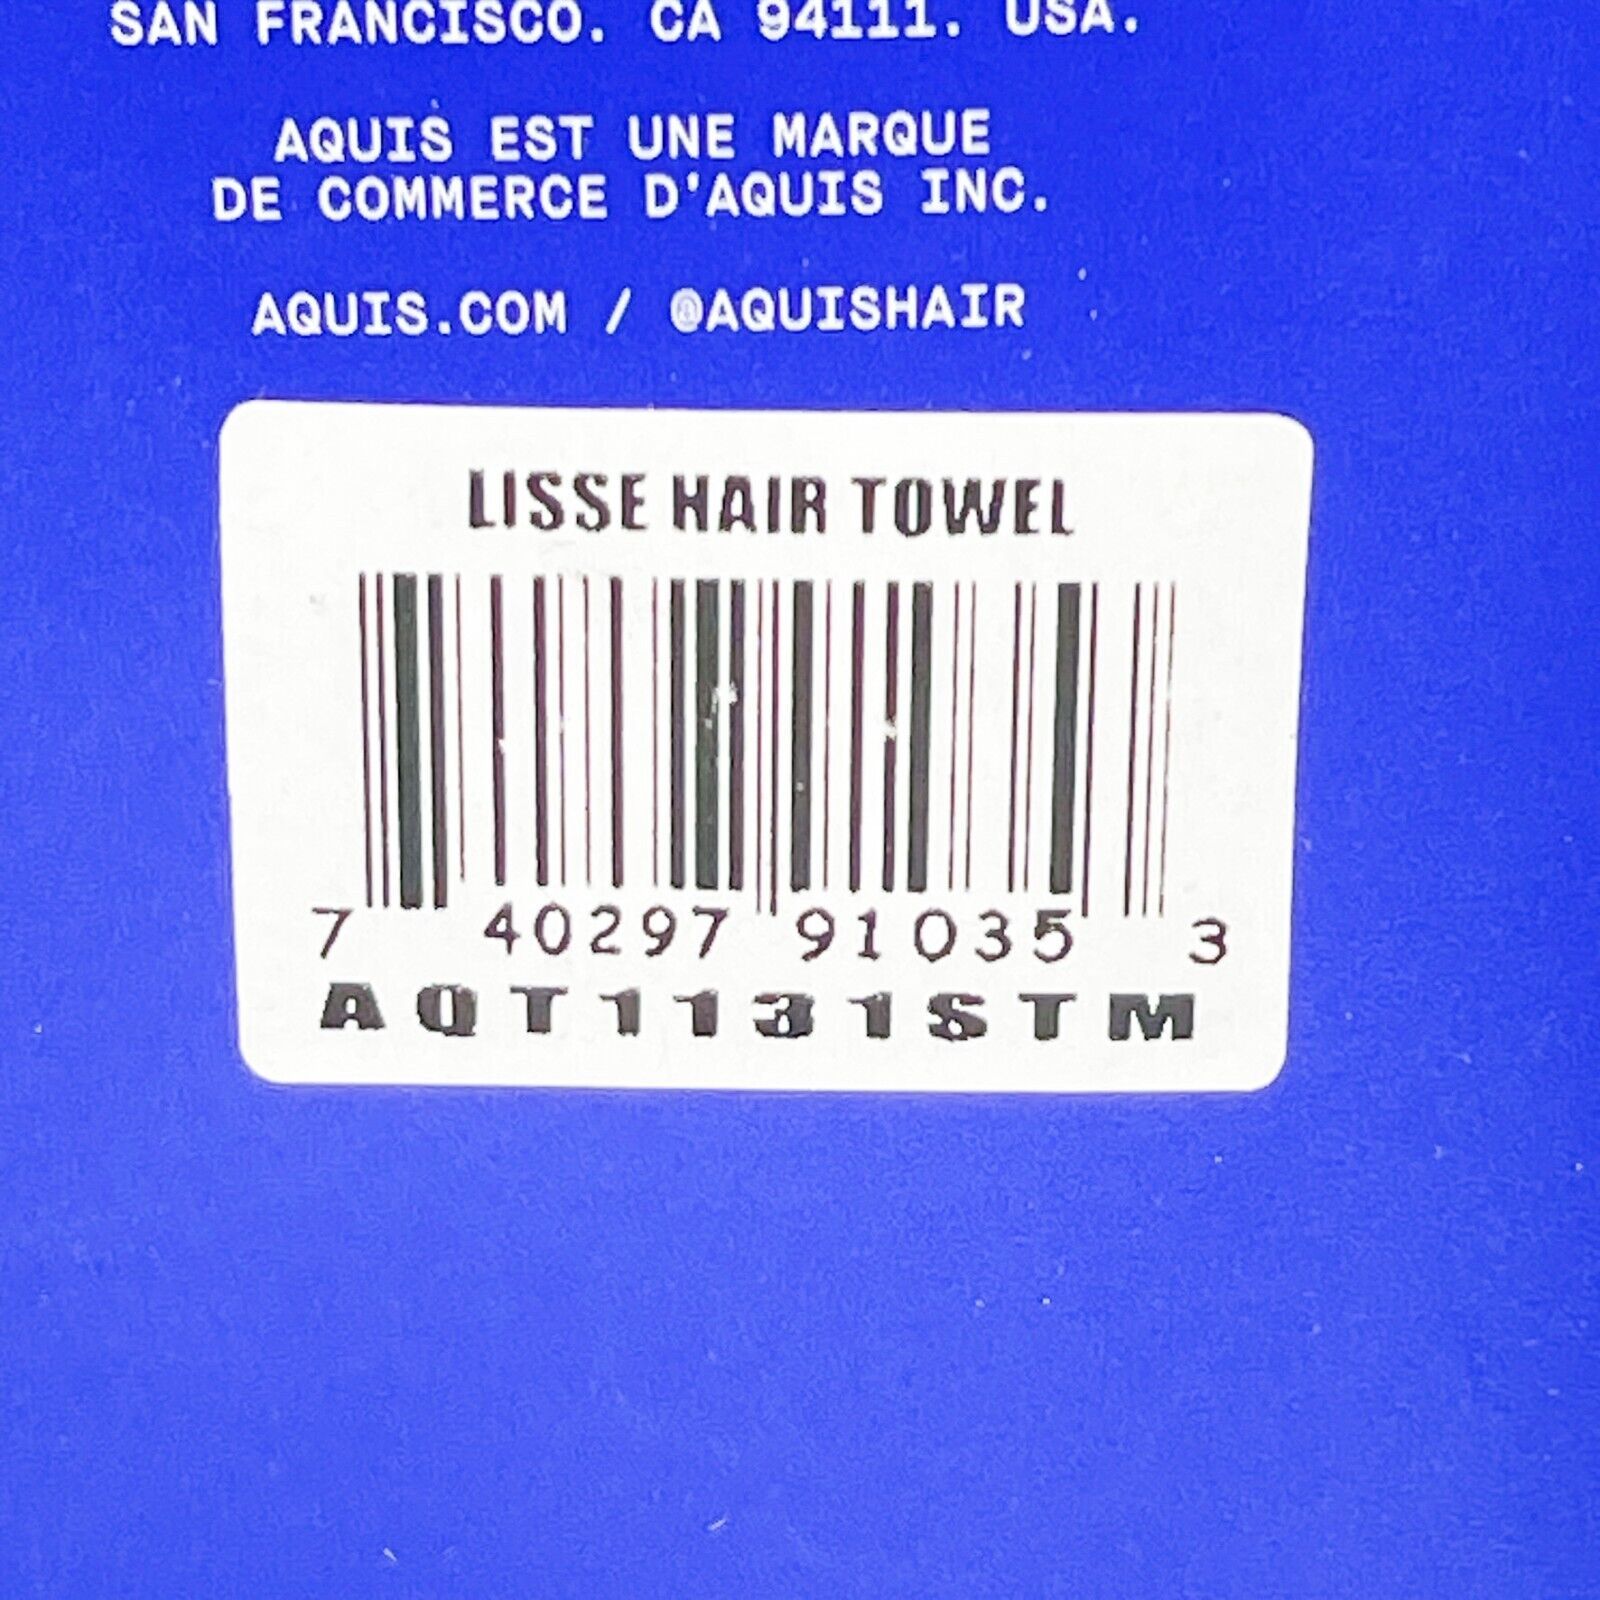 SAN FRANCISCO. CA 94111. USA.
AQUIS EST UNE MARQUE
DE COMMERCE D'AQUIS INC.
AQUIS.COM / @AQUISHAIR
LISSE HAIR TOWEL
7 40297 91035 3
AQT1131STM